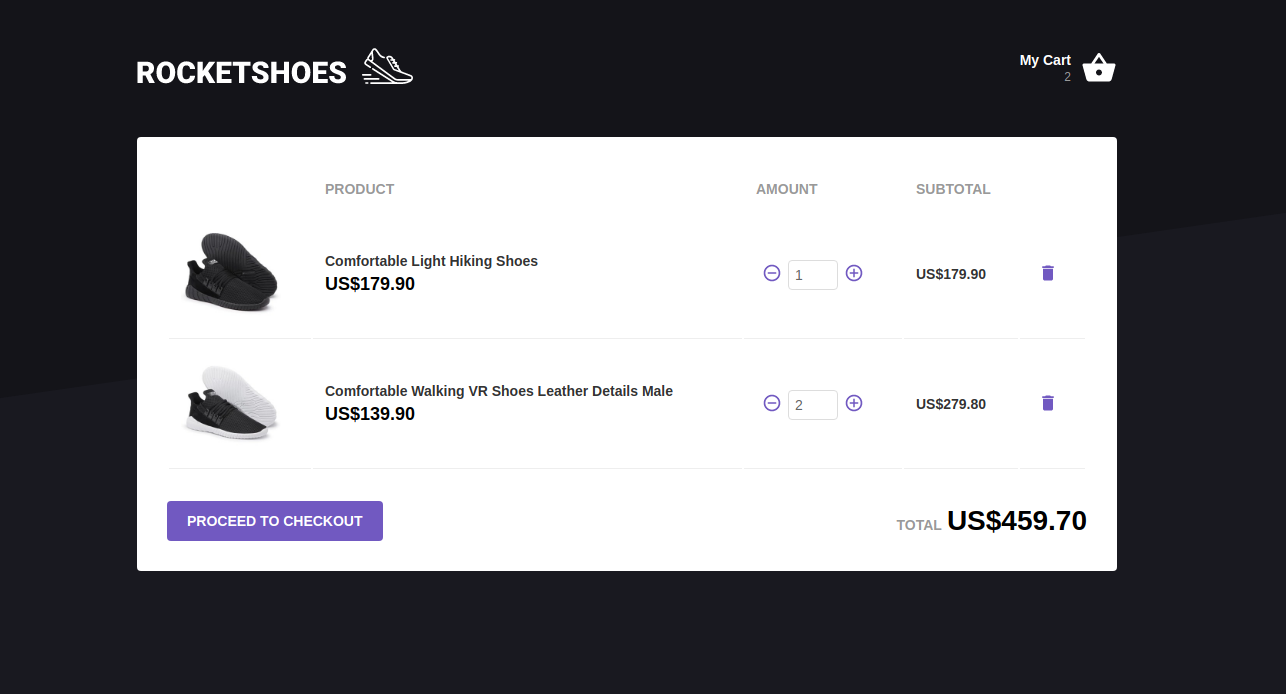 ROCKETSHOES
My Cart
2
PRODUCT AMOUNT SUBTOTAL
Comfortable Light Hiking Shoes
US$179.90
1
US$179.90
Comfortable Walking VR Shoes Leather Details Male
US$139.90
2
US$279.80
PROCEED TO CHECKOUT
TOTAL US$459.70